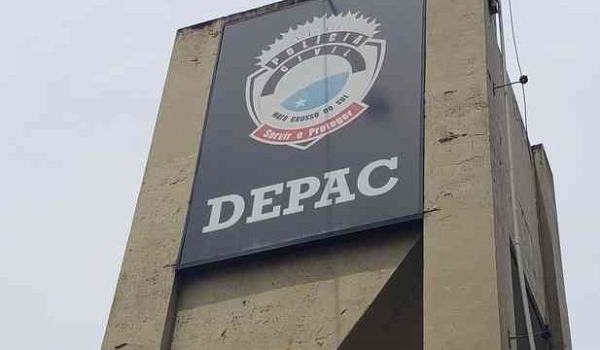 POLÍCIA
CIVIL
MATO GROSSO DO SUL
Servir e Proteger
DEPAC